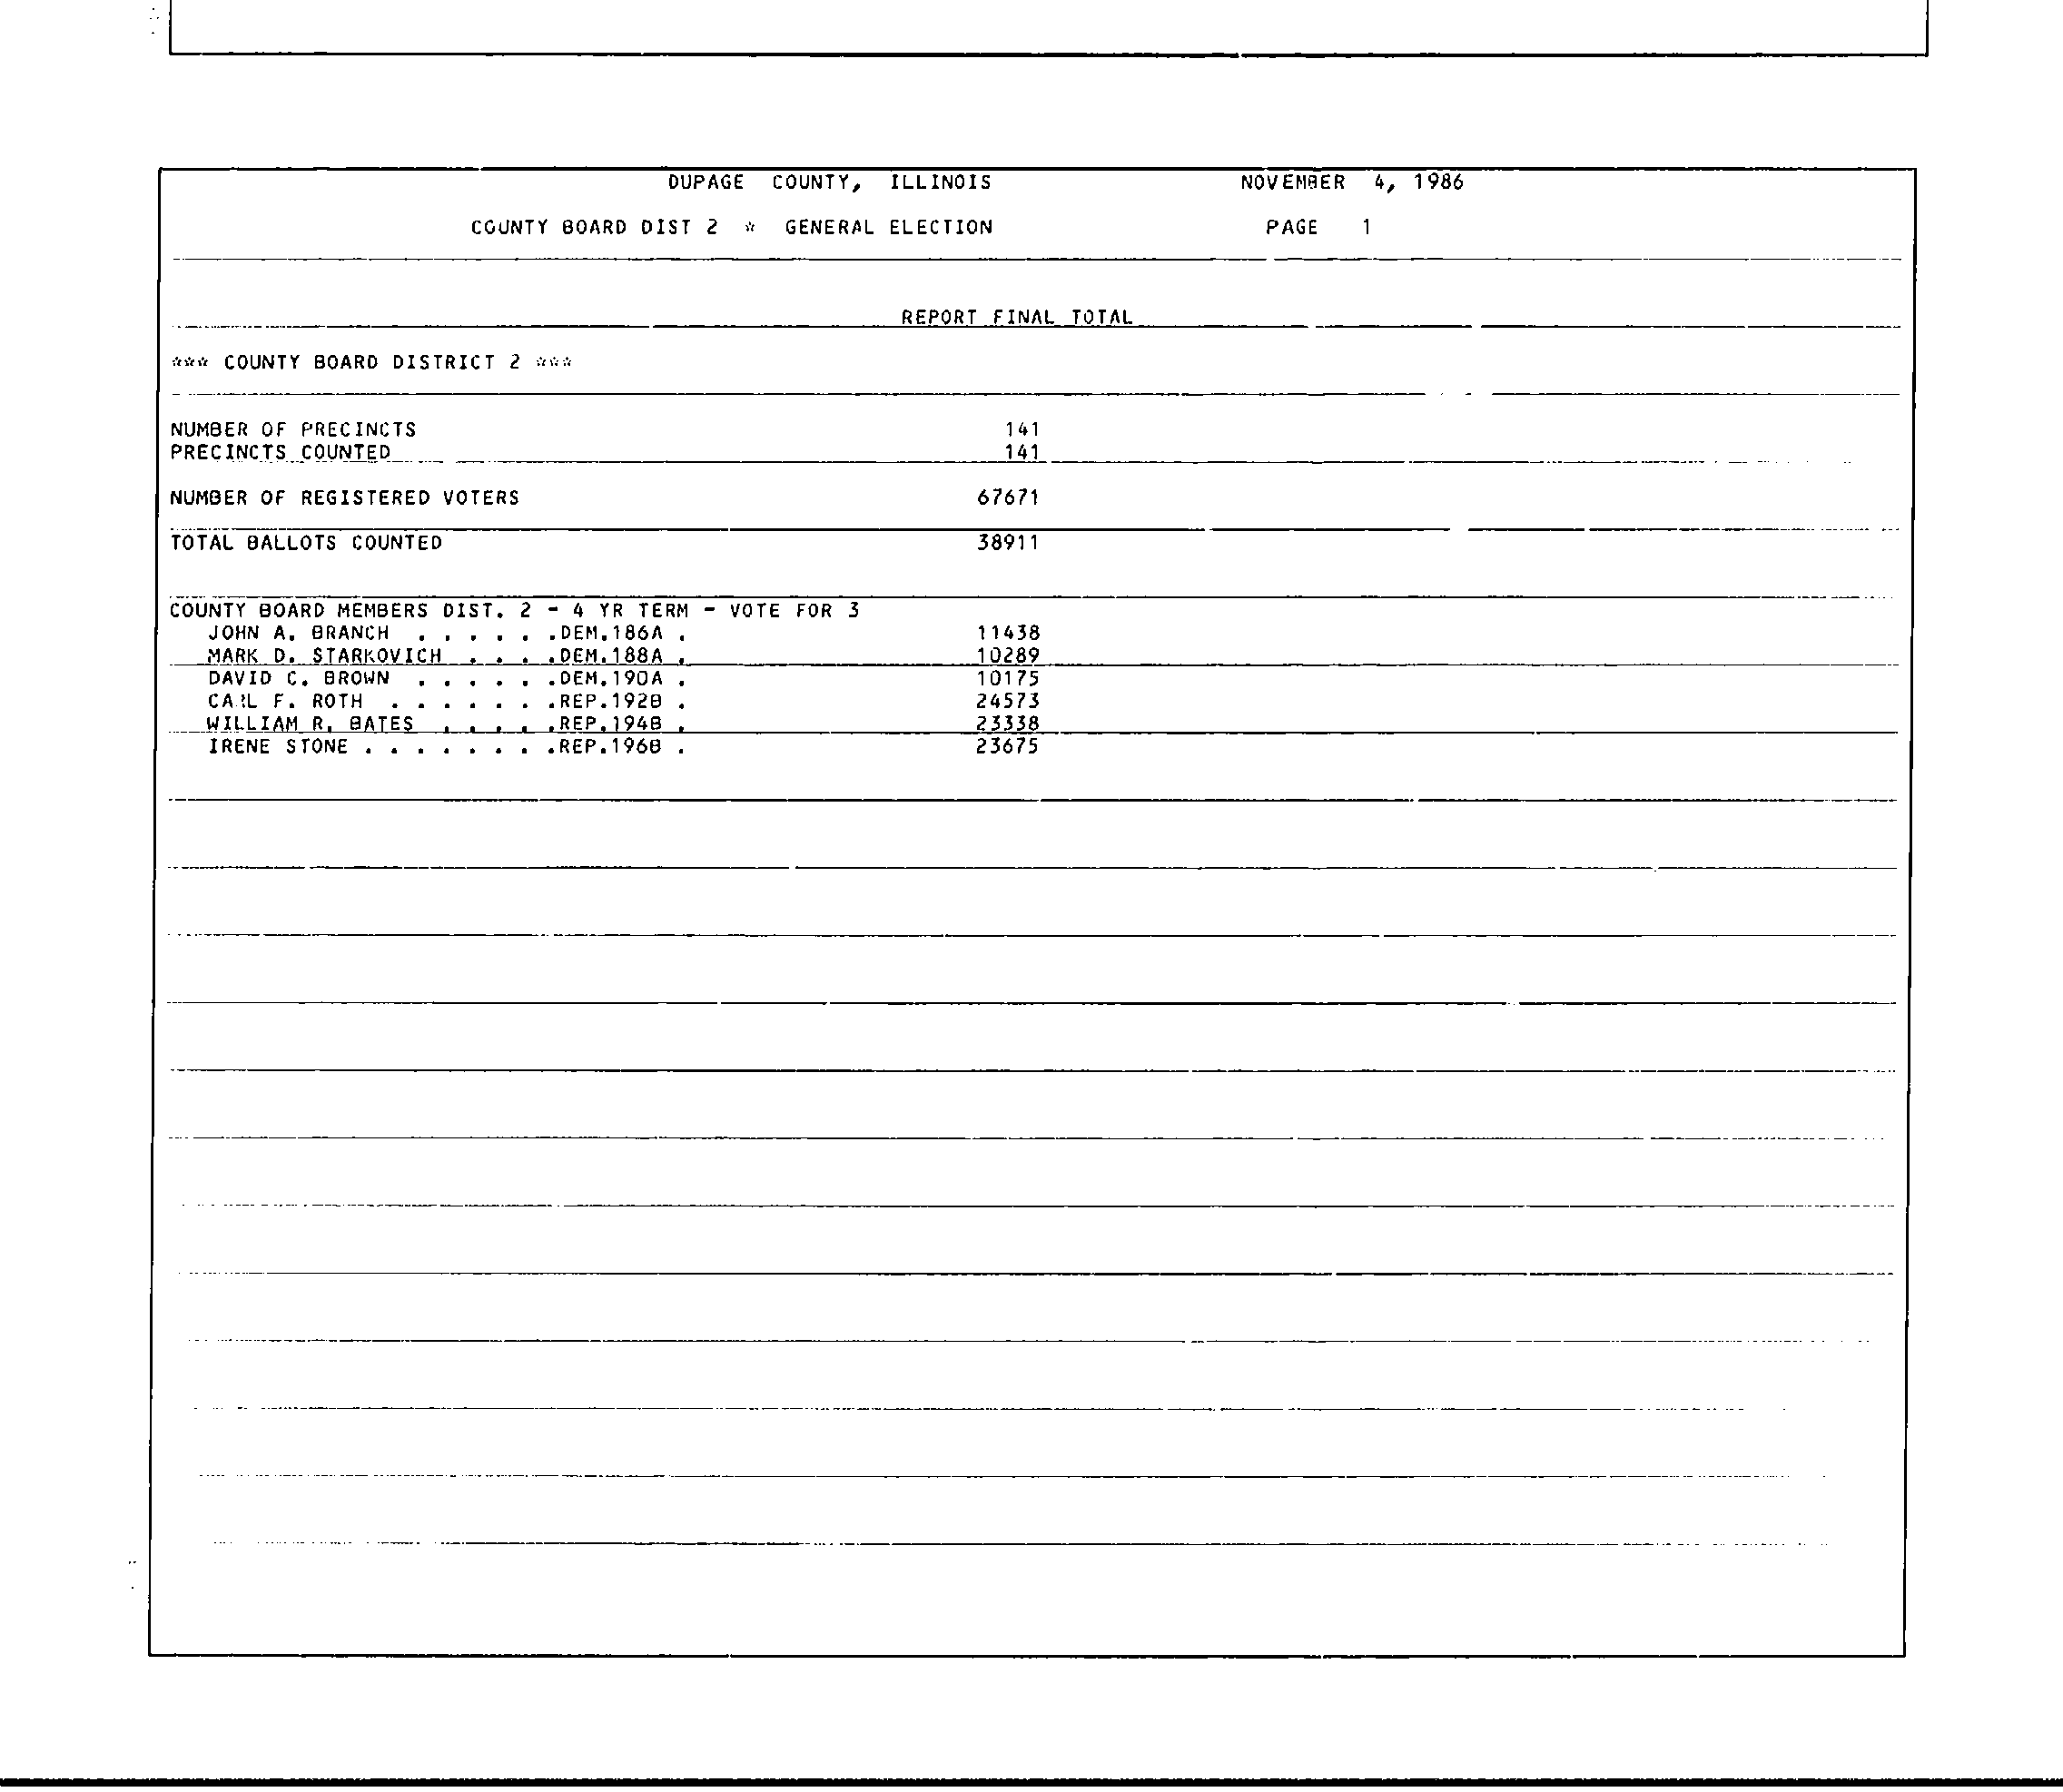 DUPAGE COUNTY, ILLINOIS NOVEMBER 4, 1986
COUNTY BOARD DIST 2 * GENERAL ELECTION PAGE 1
REPORT FINAL TOTAL
*** COUNTY BOARD DISTRICT 2 ***
NUMBER OF PRECINCTS 141
PRECINCTS COUNTED 141
NUMBER OF REGISTERED VOTERS 67671
TOTAL BALLOTS COUNTED 38911
COUNTY BOARD MEMBERS DIST. 2 - 4 YR TERM - VOTE FOR 3
JOHN A. BRANCH . . . . . .DEM.186A . 11438
MARK D. STARKOVICH . . . .DEM.188A . 10289
DAVID C. BROWN . . . . . .DEM.190A . 10175
CARL F. ROTH . . . . . . .REP.192B . 24573
WILLIAM R. BATES . . . . .REP.194B . 23338
IRENE STONE . . . . . . . .REP.196B . 23675